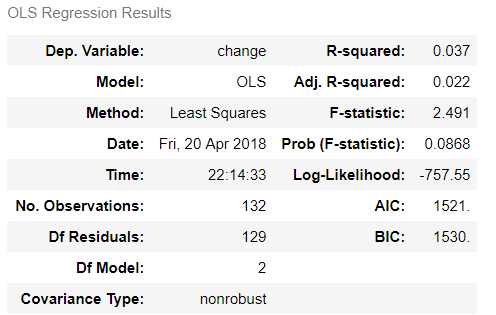 OLS Regression Results
Dep. Variable: change R-squared: 0.037
Model: OLS Adj. R-squared: 0.022
Method: Least Squares F-statistic: 2.491
Date: Fri, 20 Apr 2018 Prob (F-statistic): 0.0868
Time: 22:14:33 Log-Likelihood: -757.55
No. Observations: 132 AIC: 1521.
Df Residuals: 129 BIC: 1530.
Df Model: 2
Covariance Type: nonrobust